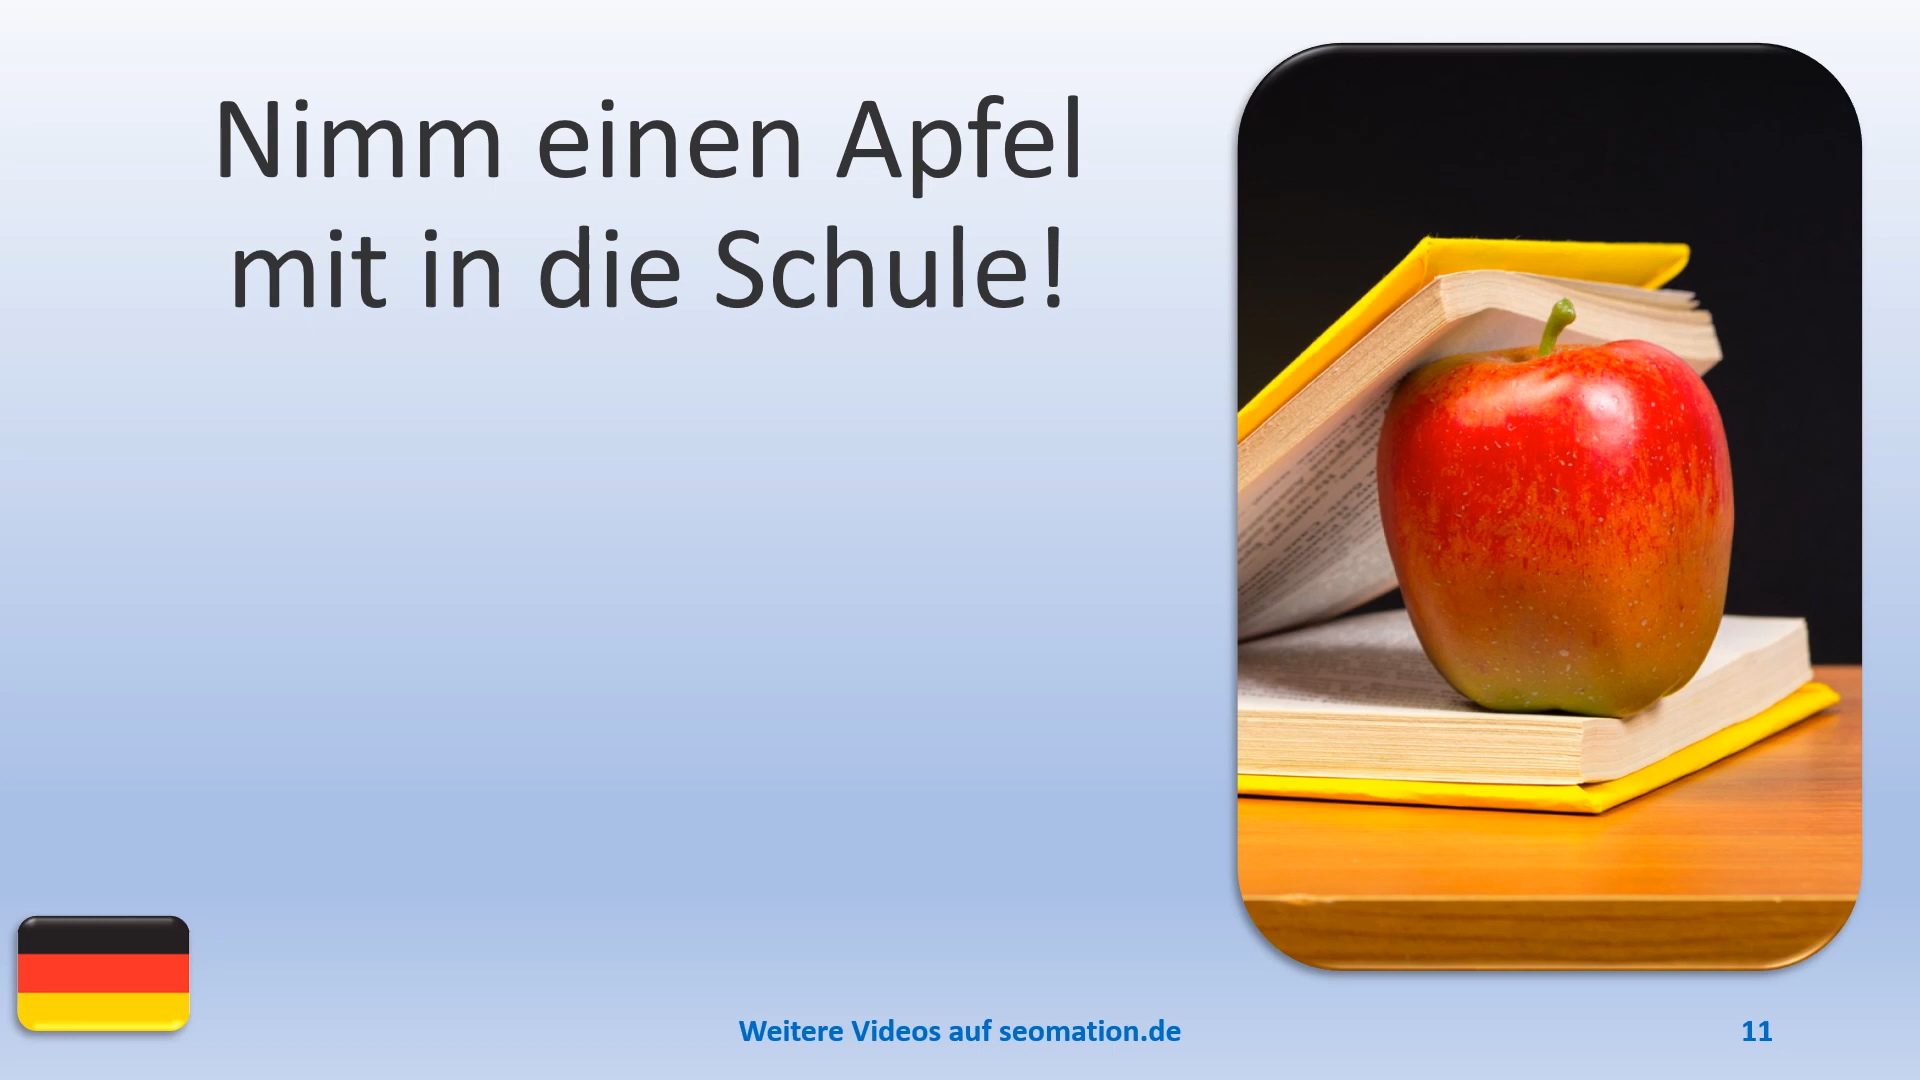 Nimm einen Apfel
mit in die Schule!
Weitere Videos auf seomation.de
11